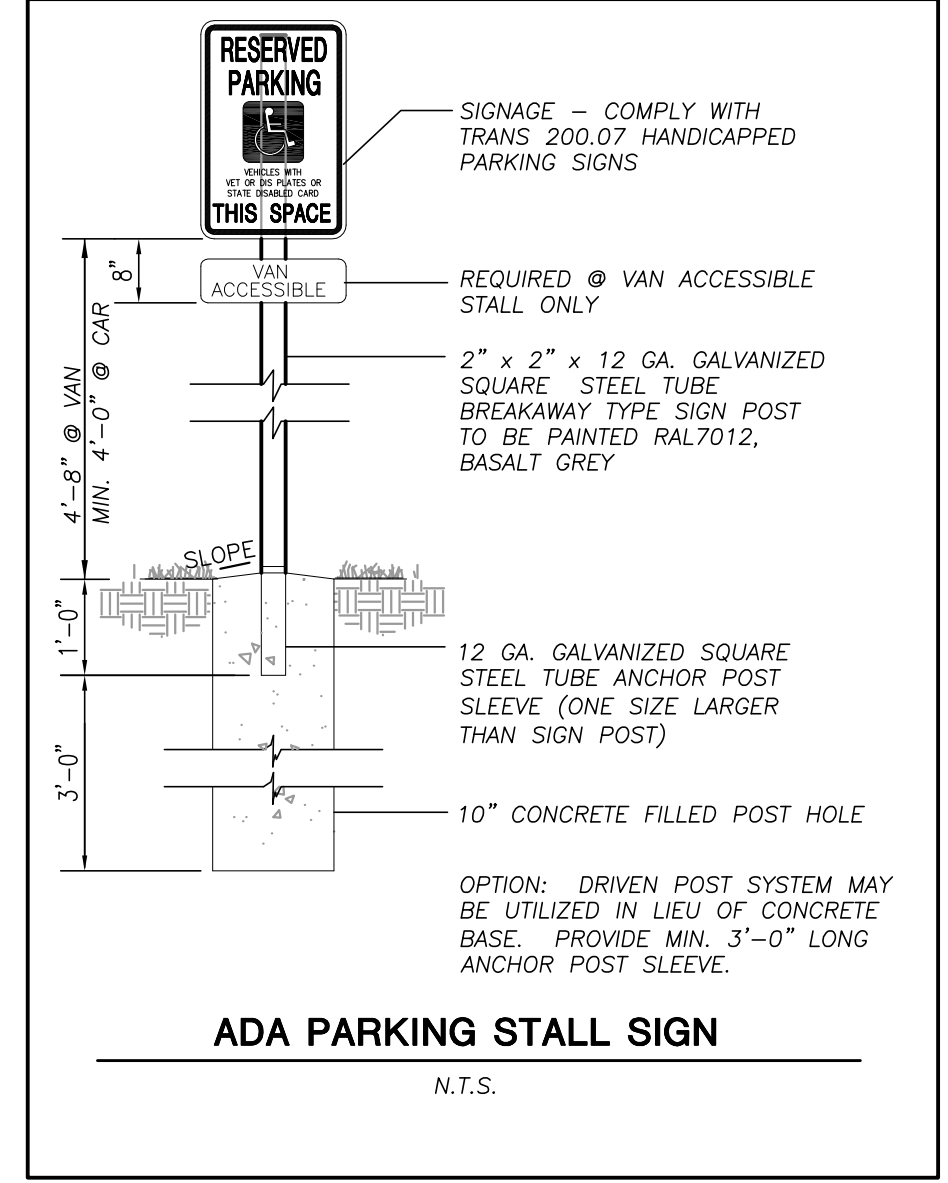 RESERVED
PARKING
VEHICLES WITH
VET OR DIS PLATES OR
STATE DISABLED CARD
THIS SPACE
SIGNAGE – COMPLY WITH
TRANS 200.07 HANDICAPPED
PARKING SIGNS
8"
VAN
ACCESSIBLE
REQUIRED @ VAN ACCESSIBLE
STALL ONLY
4'–8" @ VAN
MIN. 4'–0" @ CAR
2" x 2" x 12 GA. GALVANIZED
SQUARE STEEL TUBE
BREAKAWAY TYPE SIGN POST
TO BE PAINTED RAL7012,
BASALT GREY
SLOPE
1'–0"
12 GA. GALVANIZED SQUARE
STEEL TUBE ANCHOR POST
SLEEVE (ONE SIZE LARGER
THAN SIGN POST)
3'–0"
10" CONCRETE FILLED POST HOLE
OPTION: DRIVEN POST SYSTEM MAY
BE UTILIZED IN LIEU OF CONCRETE
BASE. PROVIDE MIN. 3'–0" LONG
ANCHOR POST SLEEVE.
ADA PARKING STALL SIGN
N.T.S.